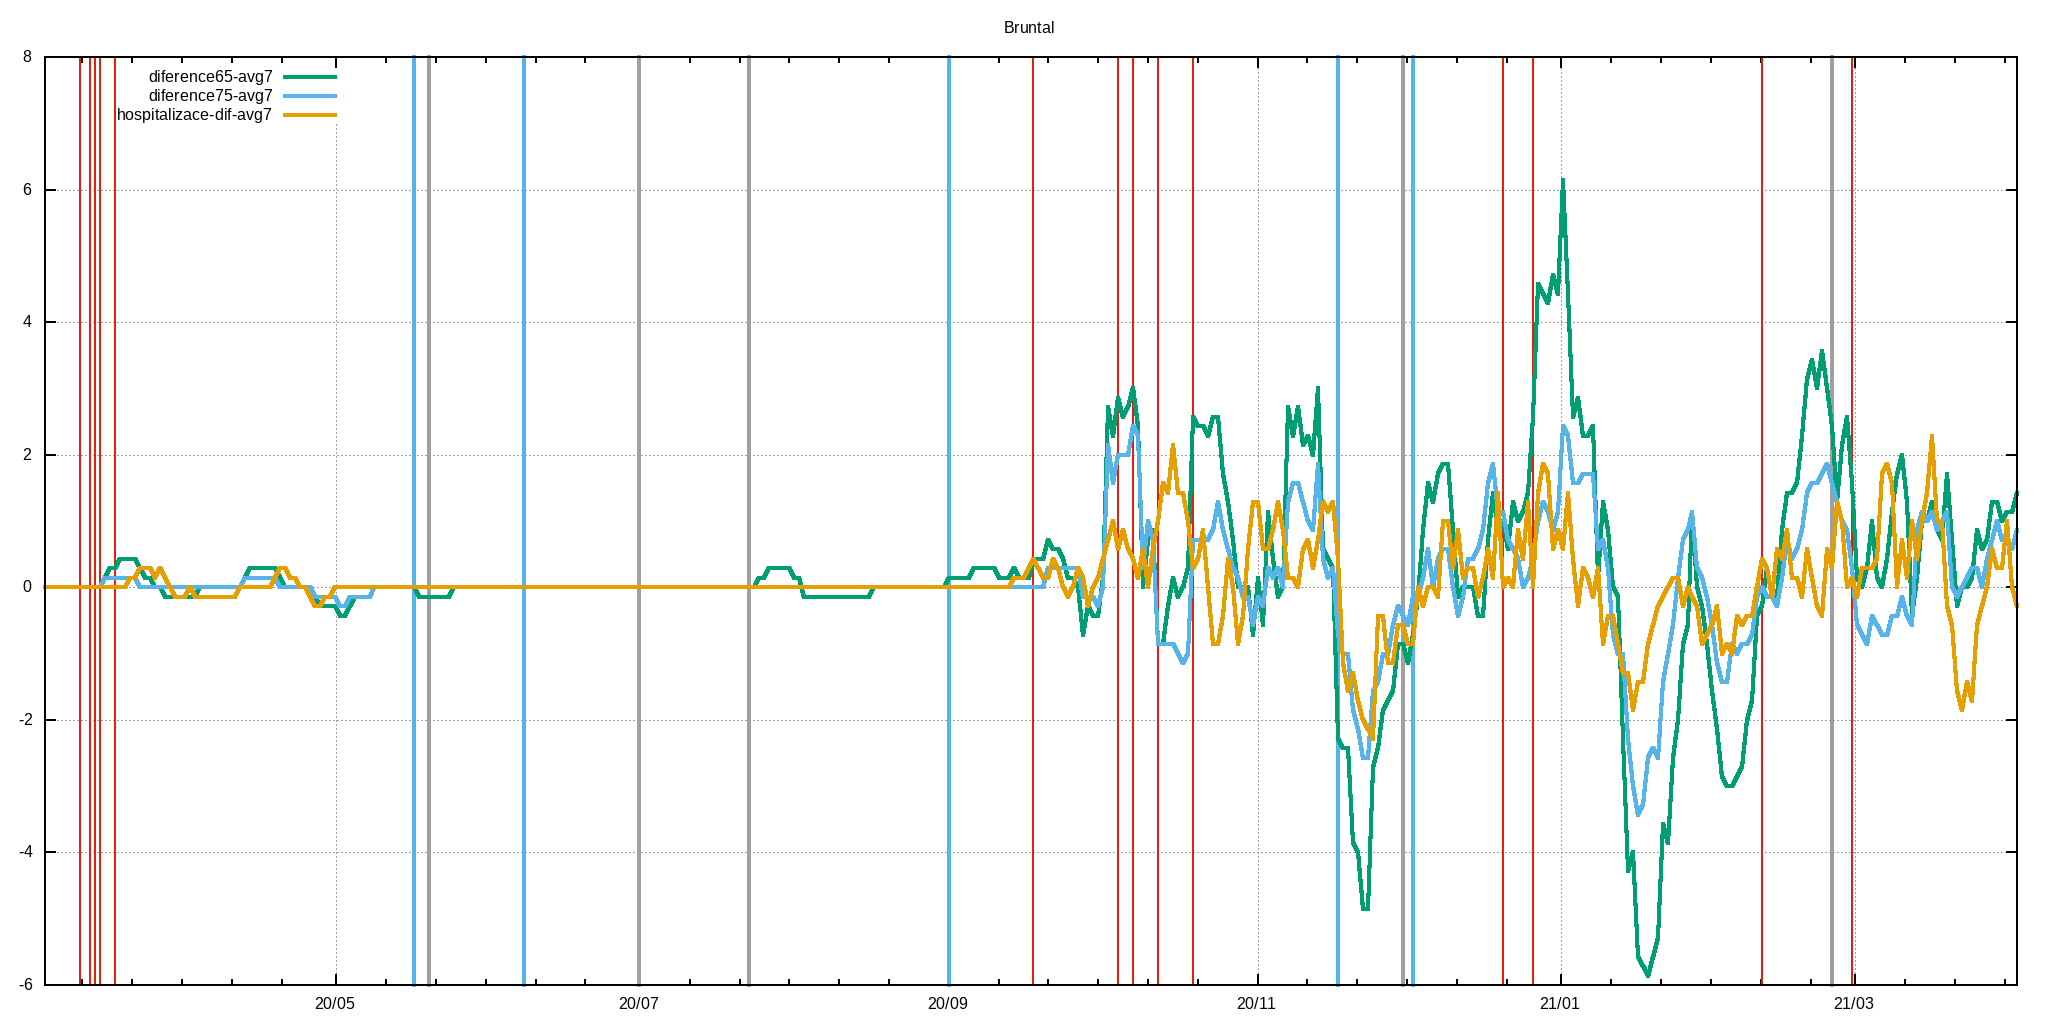 Bruntal
8
diference65-avg7
diference75-avg7
hospitalizace-dif-avg7
6
4
2
0
-2
-4
-6
20/05 20/07 20/09 20/11 21/01 21/03